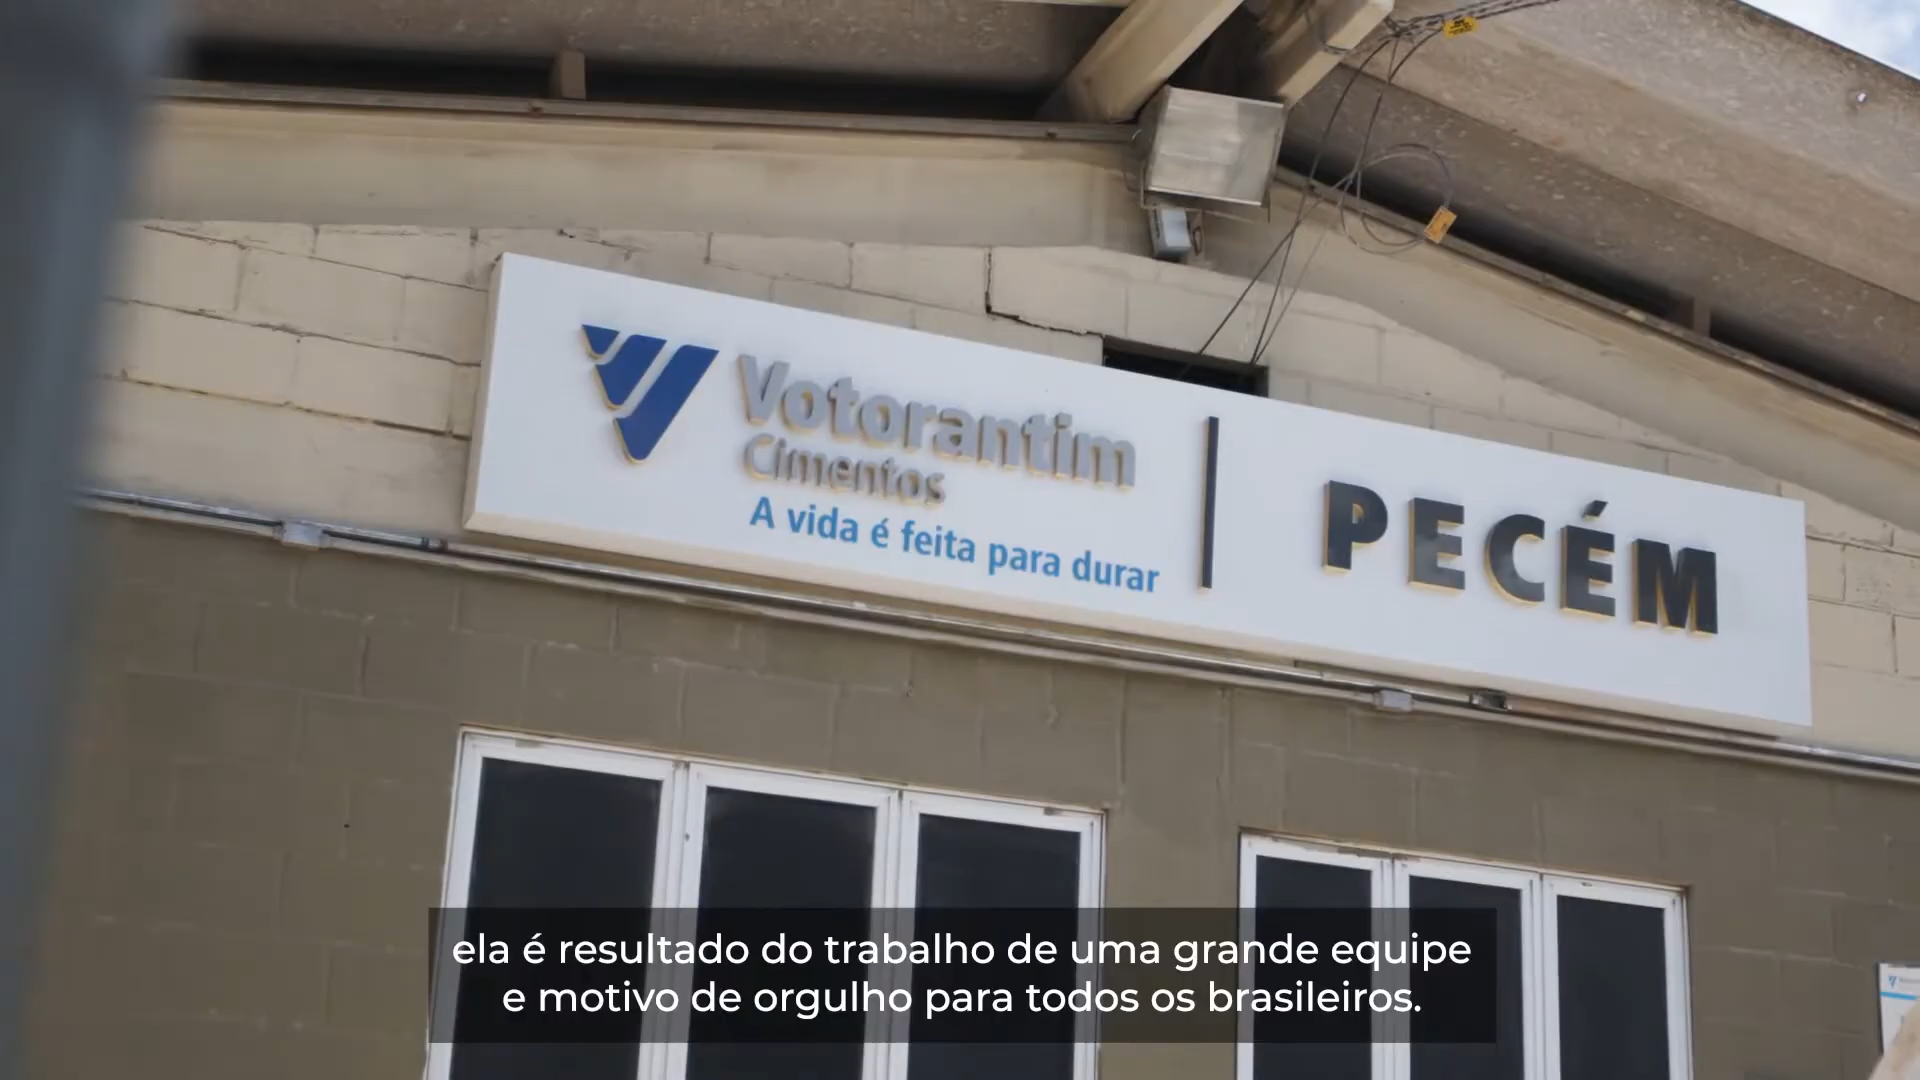 Votorantim
Cimentos
A vida é feita para durar
PECÉM
ela é resultado do trabalho de uma grande equipe
e motivo de orgulho para todos os brasileiros.